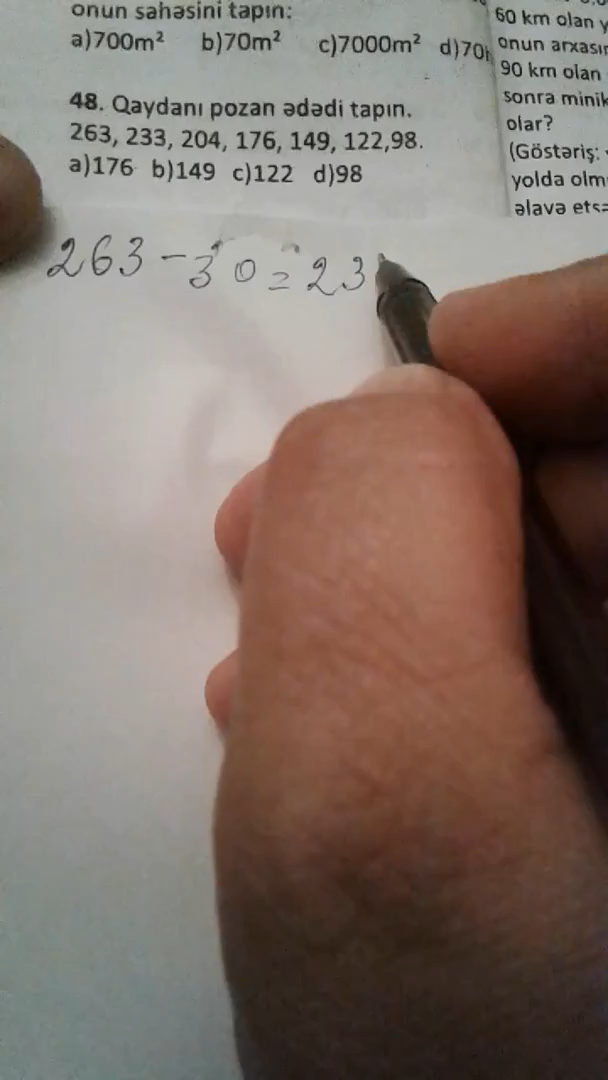 onun sahəsini tapın:
a)700m² b)70m² c)7000m² d)70
48. Qaydanı pozan ədədi tapın.
263, 233, 204, 176, 149, 122,98.
a)176 b)149 c)122 d)98
60 km olan y
onun arxasın
90 km olan
sonra minik
olar?
(Göstəriş:
yolda olm
əlavə ets
263 - 30 = 23